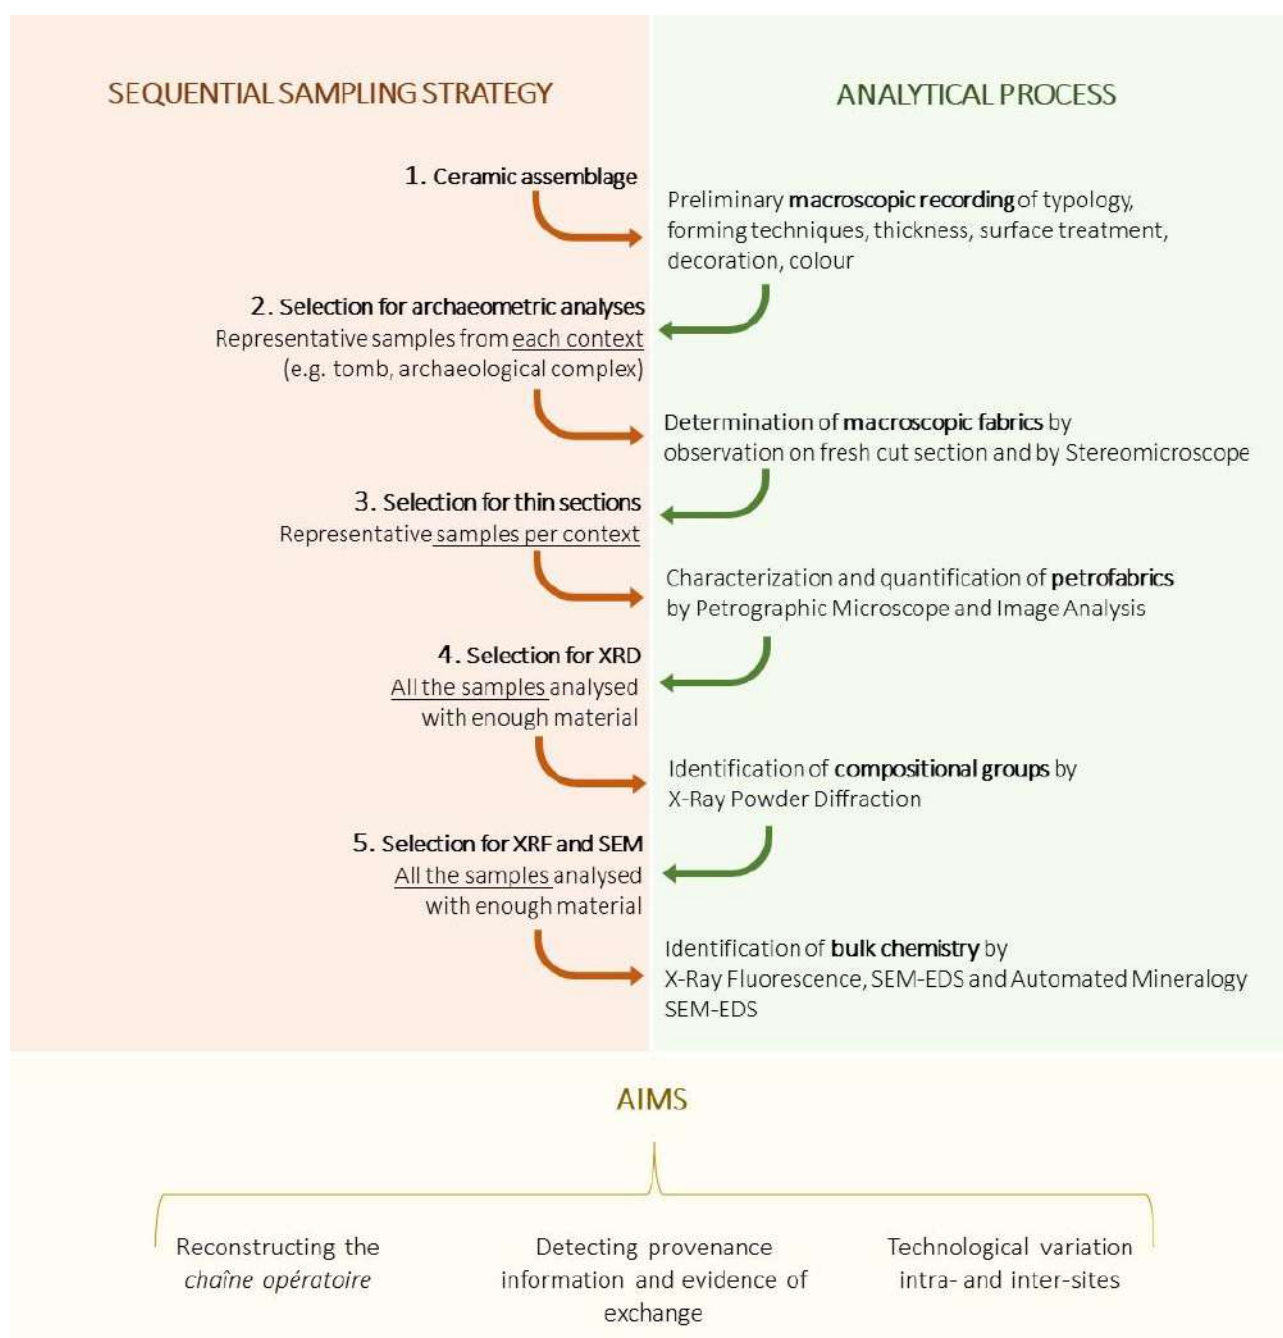 SEQUENTIAL SAMPLING STRATEGY
ANALYTICAL PROCESS
1. Ceramic assemblage
Preliminary macroscopic recording of typology,
forming techniques, thickness, surface treatment,
decoration, colour
2. Selection for archaeometric analyses
Representative samples from each context
(e.g. tomb, archaeological complex)
Determination of macroscopic fabrics by
observation on fresh cut section and by Stereomicroscope
3. Selection for thin sections
Representative samples per context
Characterization and quantification of petrofabrics
by Petrographic Microscope and Image Analysis
4. Selection for XRD
All the samples analysed
with enough material
Identification of compositional groups by
X-Ray Powder Diffraction
5. Selection for XRF and SEM
All the samples analysed
with enough material
Identification of bulk chemistry by
X-Ray Fluorescence, SEM-EDS and Automated Mineralogy
SEM-EDS
AIMS
Reconstructing the
chaîne opératoire
Detecting provenance
information and evidence of
exchange
Technological variation
intra- and inter-sites